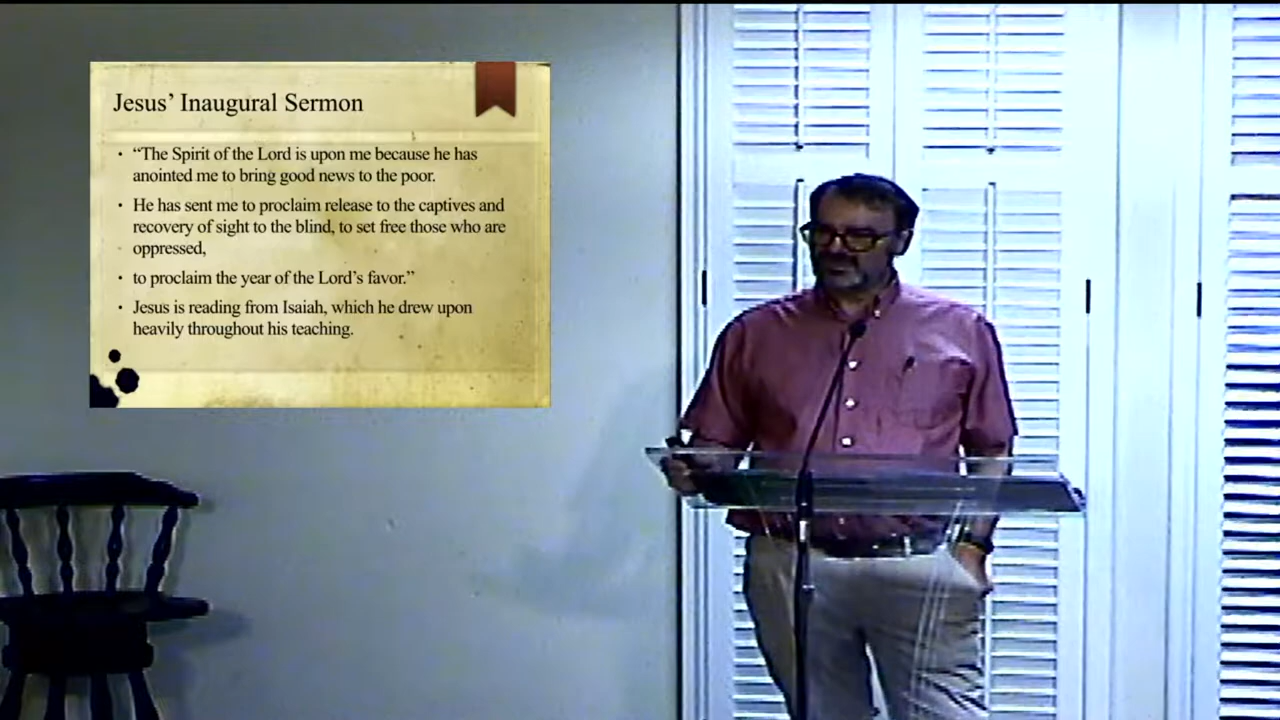 Jesus’ Inaugural Sermon
• “The Spirit of the Lord is upon me because he has
anointed me to bring good news to the poor.
• He has sent me to proclaim release to the captives and
recovery of sight to the blind, to set free those who are
oppressed,
• to proclaim the year of the Lord’s favor.”
• Jesus is reading from Isaiah, which he drew upon
heavily throughout his teaching.